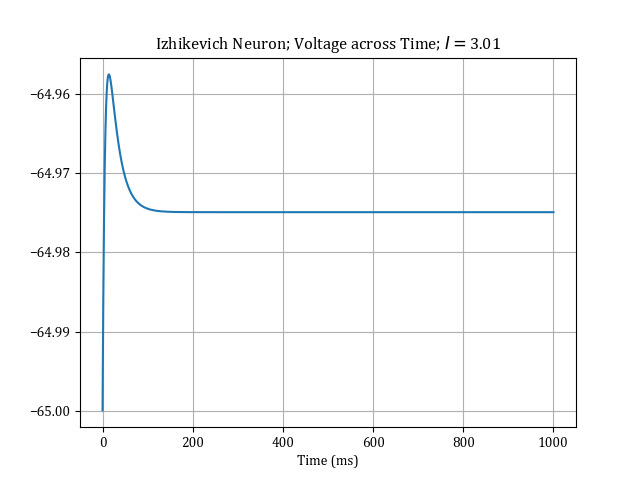 Izhikevich Neuron; Voltage across Time; I = 3.01
−64.96
−64.97
−64.98
−64.99
−65.00
0 200 400 600 800 1000
Time (ms)